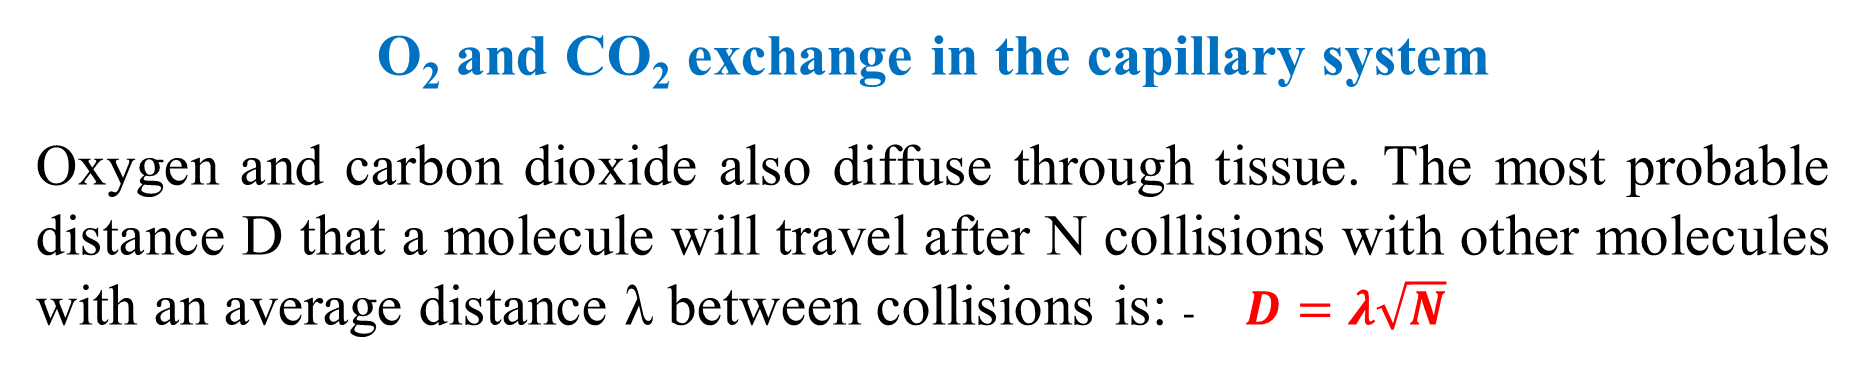 O₂ and CO₂ exchange in the capillary system
Oxygen and carbon dioxide also diffuse through tissue. The most probable
distance D that a molecule will travel after N collisions with other molecules
with an average distance λ between collisions is: - D = λ√N